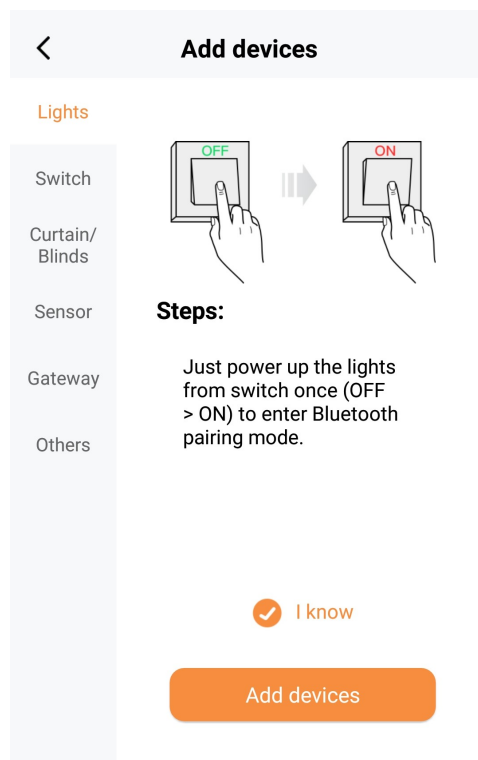 Add devices
Lights
Switch
Curtain/
Blinds
Sensor
Gateway
Others
OFF
ON
Steps:
Just power up the lights
from switch once (OFF
> ON) to enter Bluetooth
pairing mode.
I know
Add devices